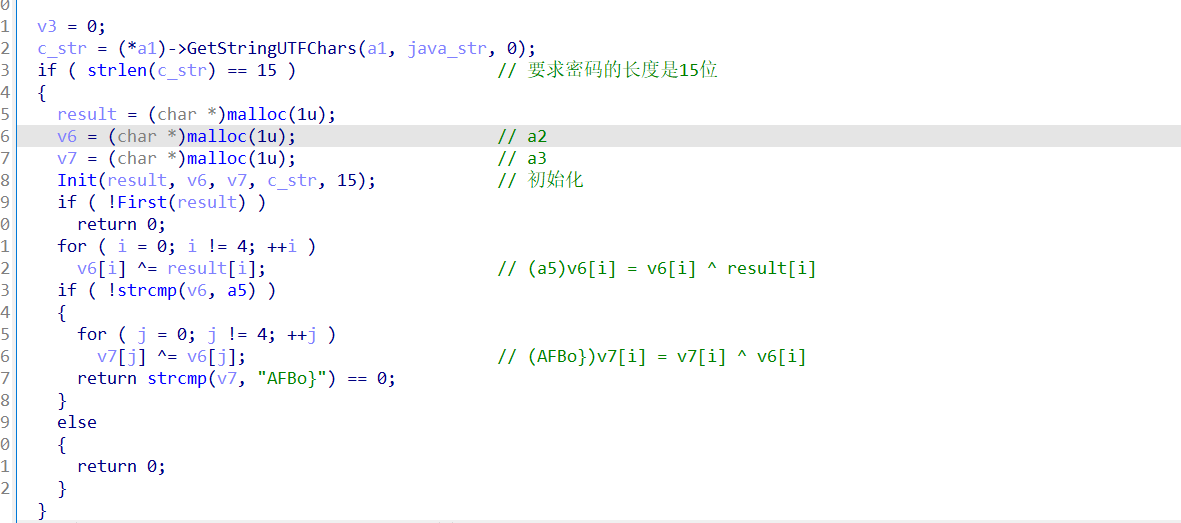 0
1 v3 = 0;
2 c_str = (*a1)->GetStringUTFChars(a1, java_str, 0);
3 if ( strlen(c_str) == 15 ) // 要求密码的长度是15位
4 {
5 result = (char *)malloc(1u);
6 v6 = (char *)malloc(1u); // a2
7 v7 = (char *)malloc(1u); // a3
8 Init(result, v6, v7, c_str, 15); // 初始化
9 if ( !First(result) )
0 return 0;
1 for ( i = 0; i != 4; ++i )
2 v6[i] ^= result[i]; // (a5)v6[i] = v6[i] ^ result[i]
3 if ( !strcmp(v6, a5) )
4 {
5 for ( j = 0; j != 4; ++j )
6 v7[j] ^= v6[j]; // (AFBo})v7[i] = v7[i] ^ v6[i]
7 return strcmp(v7, "AFBo}") == 0;
8 }
9 else
0 {
1 return 0;
2 }
}